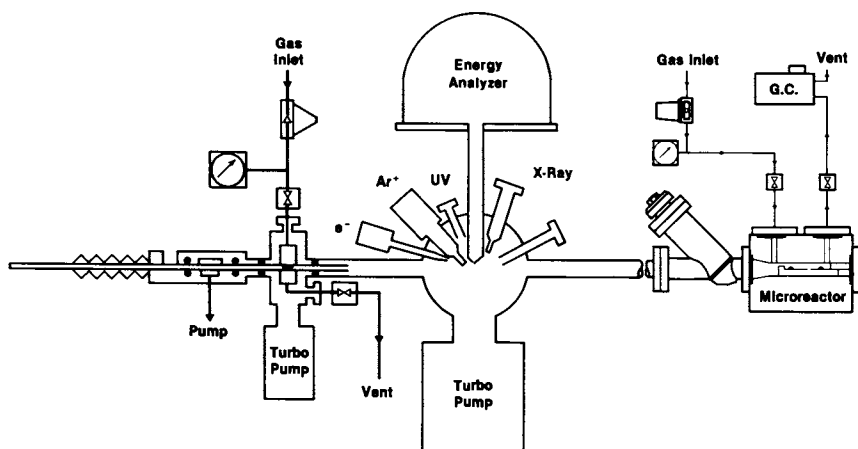 Gas
Inlet
Energy
Analyzer
Gas Inlet
Vent
G.C.
Ar+
UV
X-Ray
e-
Pump
Turbo
Pump
Vent
Turbo
Pump
Microreactor